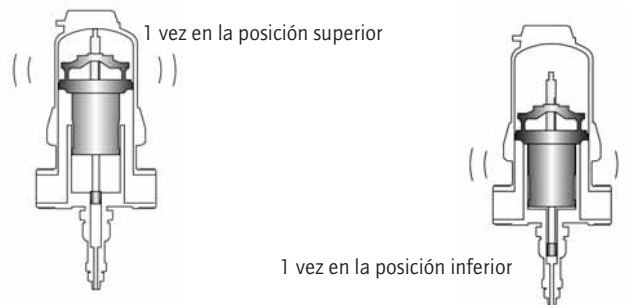 1 vez en la posición superior
1 vez en la posición inferior